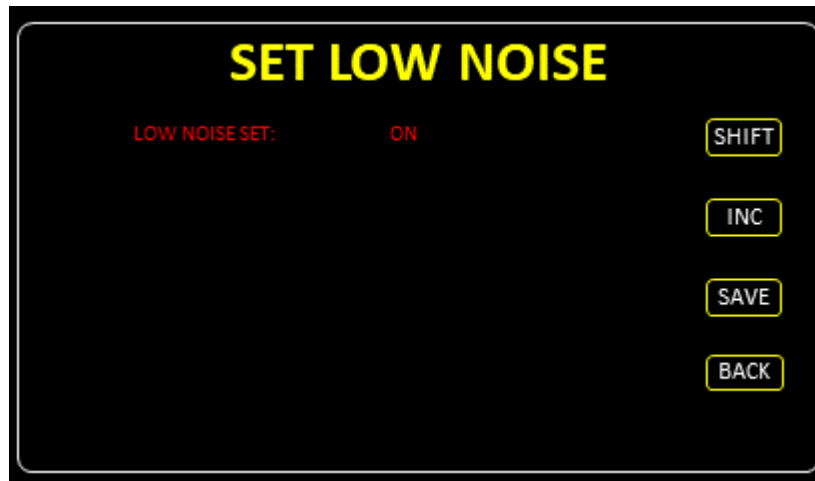 SET LOW NOISE
LOW NOISE SET: ON
SHIFT
INC
SAVE
BACK